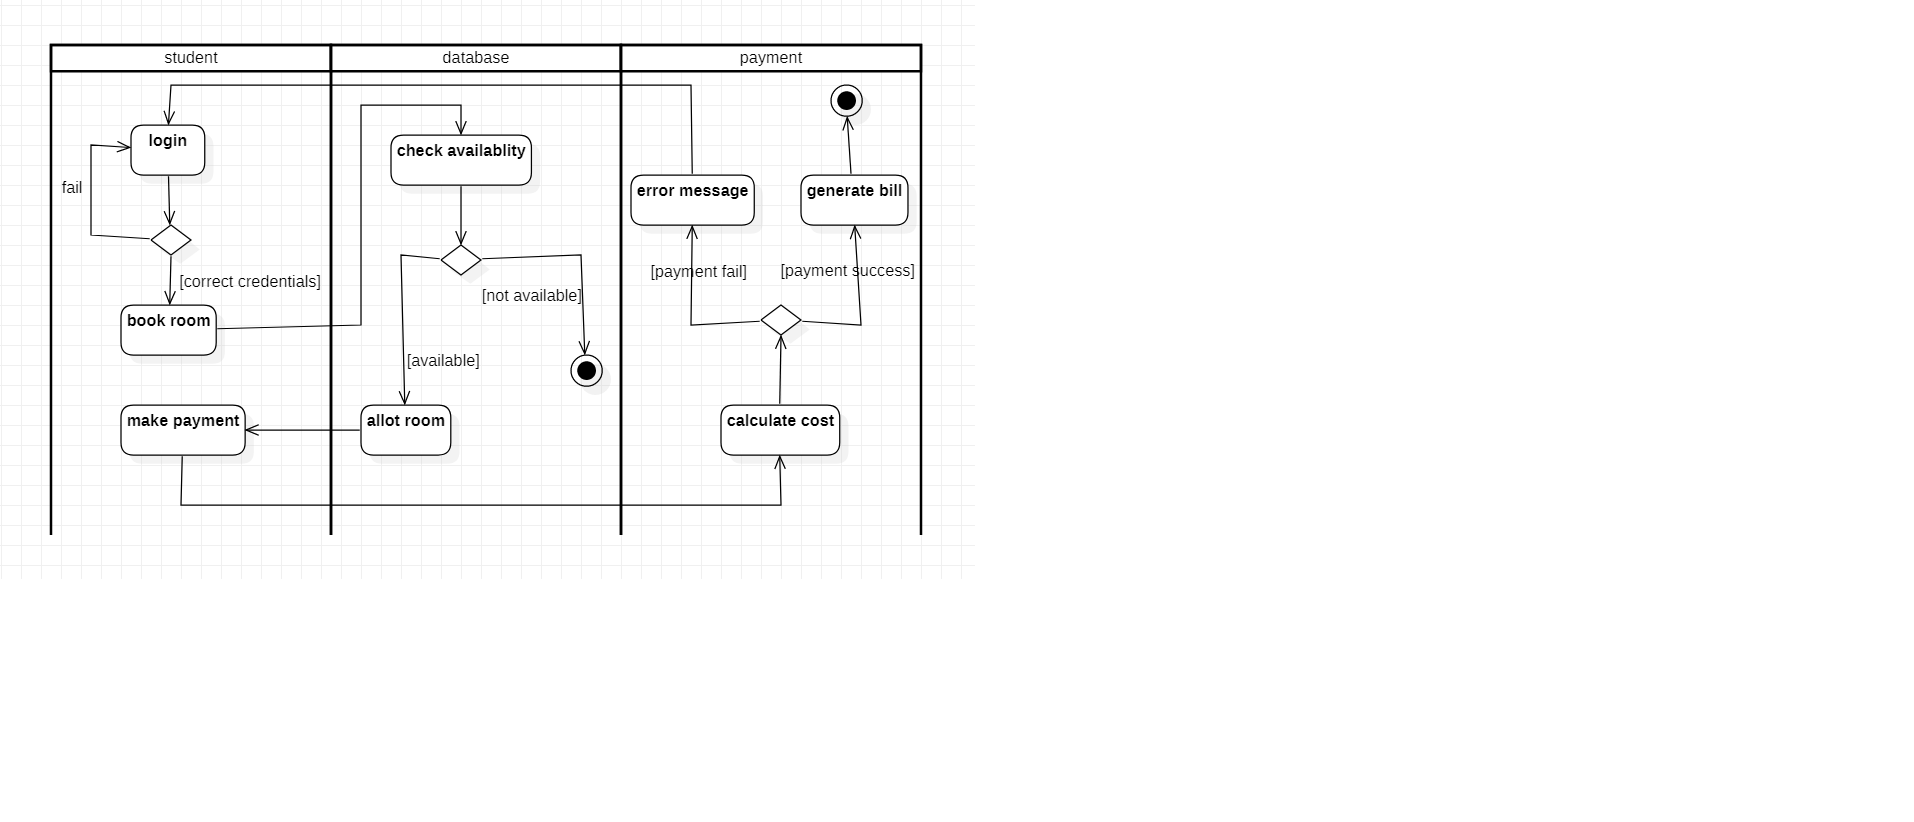 student
database
payment
login
check availablity
fail
error message
generate bill
[correct credentials]
[not available]
[payment fail]
[payment success]
book room
[available]
make payment
allot room
calculate cost